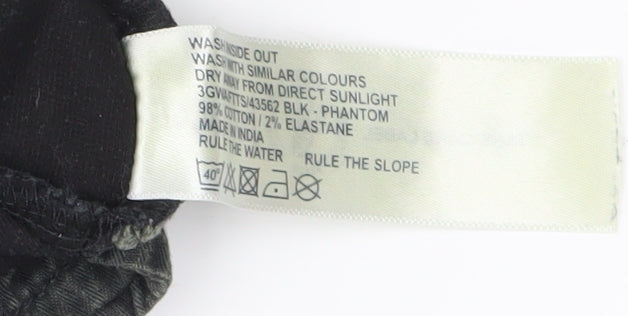 WASH INSIDE OUT
WASH WITH SIMILAR COLOURS
DRY AWAY FROM DIRECT SUNLIGHT
3GWAFTTS/43562 BLK - PHANTOM
98% COTTON / 2% ELASTANE
MADE IN INDIA
RULE THE WATER RULE THE SLOPE
40°